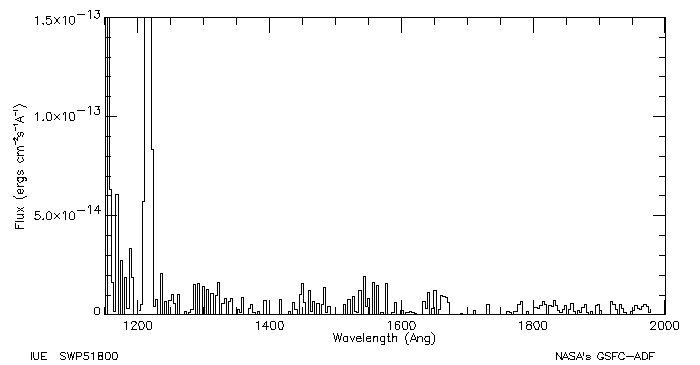 1.5×10⁻¹³
1.0×10⁻¹³
5.0×10⁻¹⁴
0
Flux (ergs cm⁻²s⁻¹A⁻¹)
1200 1400 1600 1800 2000
Wavelength (Ang)
IUE SWP51800 NASA's GSFC-ADF